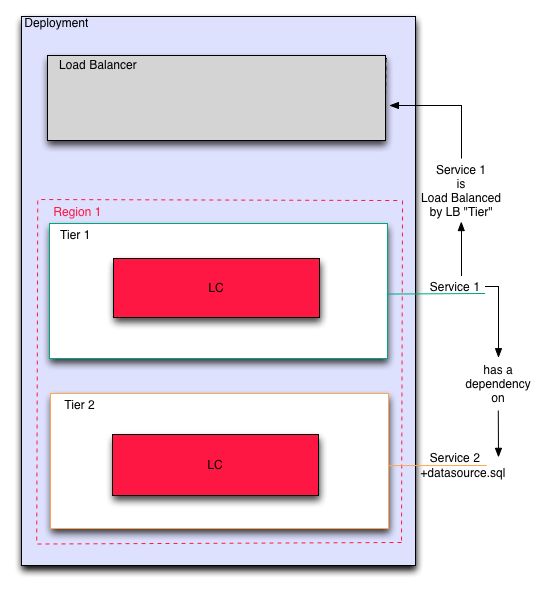 Deployment
Load Balancer
Service 1
is
Load Balanced
by LB "Tier"
Region 1
Tier 1
LC
Service 1
has a
dependency
on
Tier 2
LC
Service 2
+datasource.sql